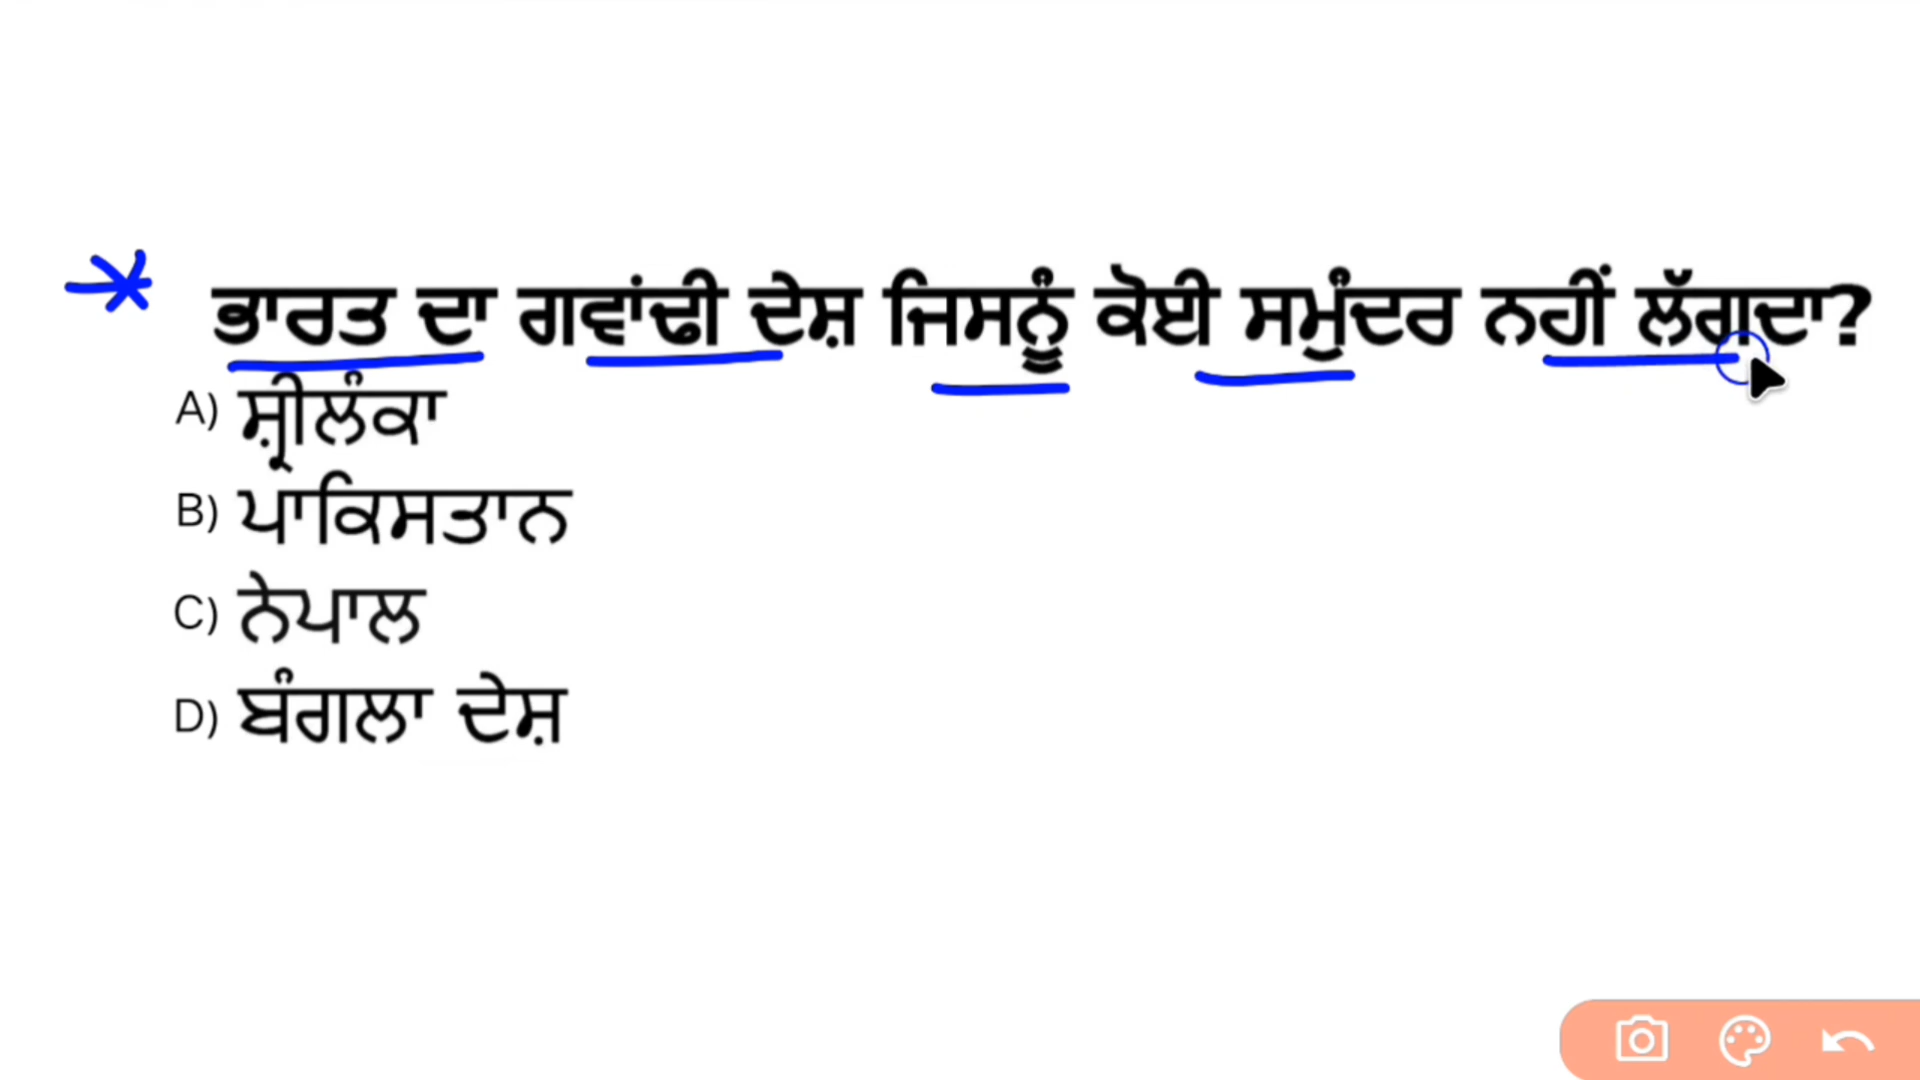 ਭਾਰਤ ਦਾ ਗਵਾਂਢੀ ਦੇਸ਼ ਜਿਸਨੂੰ ਕੋਈ ਸਮੁੰਦਰ ਨਹੀਂ ਲੱਗਦਾ?
A) ਸ਼੍ਰੀਲੰਕਾ
B) ਪਾਕਿਸਤਾਨ
C) ਨੇਪਾਲ
D) ਬੰਗਲਾ ਦੇਸ਼